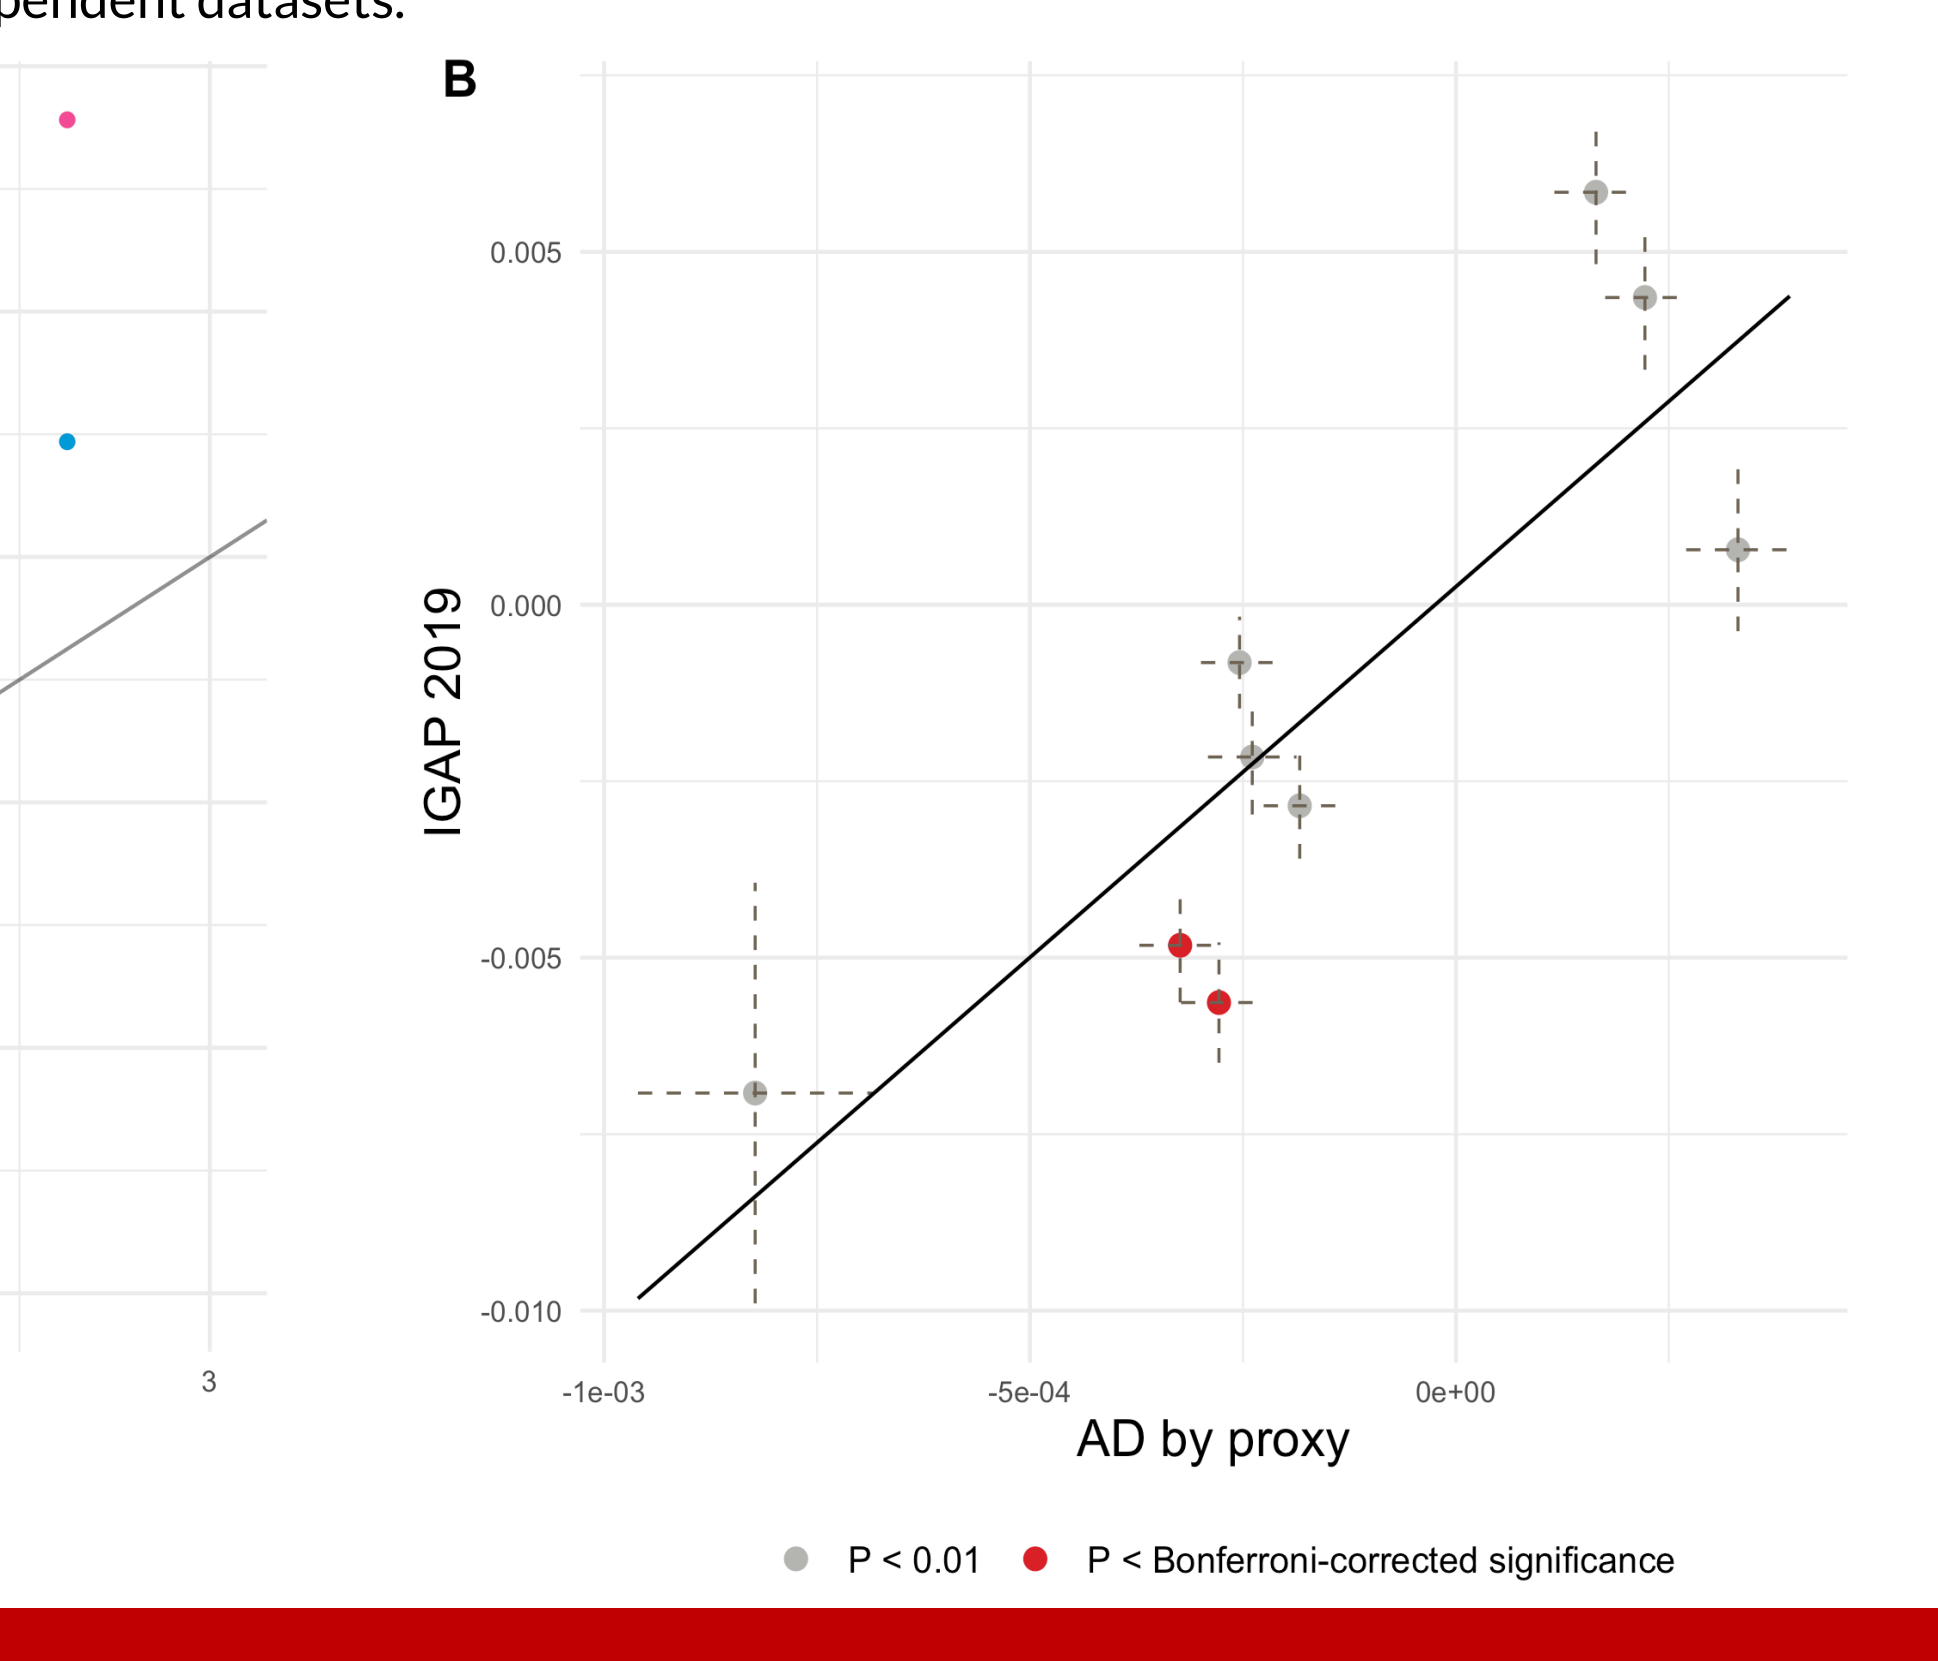 datasets.
B
0.005
0.000
-0.005
-0.010
IGAP 2019
3
-1e-03 -5e-04 0e+00
AD by proxy
P < 0.01 P < Bonferroni-corrected significance